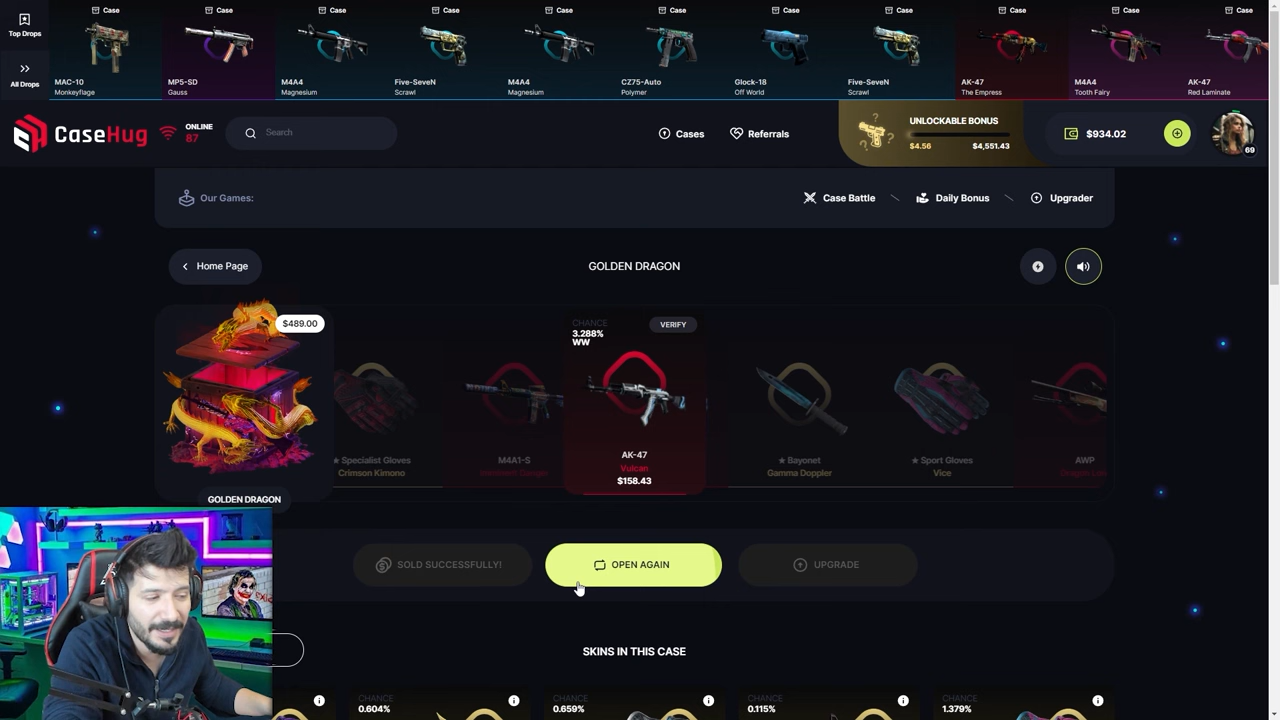 Top Drops
All Drops
Case
MAC-10
Monkeyflage
Case
MP5-SD
Gauss
Case
M4A4
Magnesium
Case
Five-SeveN
Scrawl
Case
M4A4
Magnesium
Case
CZ75-Auto
Polymer
Case
Glock-18
Off World
Case
Five-SeveN
Scrawl
Case
AK-47
The Empress
Case
M4A4
Tooth Fairy
Case
AK-47
Red Laminate
CaseHug
ONLINE
67
Search
Cases
Referrals
UNLOCKABLE BONUS
$4.56
$4,551.43
$934.02
69
Our Games:
Case Battle
Daily Bonus
Upgrader
Home Page
GOLDEN DRAGON
$489.00
GOLDEN DRAGON
★ Specialist Gloves
Crimson Kimono
M4A1-S
CHANCE
3.288%
WW
VERIFY
AK-47
Vulcan
$158.43
★ Bayonet
Gamma Doppler
★ Sport Gloves
Vice
AWP
SOLD SUCCESSFULLY!
OPEN AGAIN
UPGRADE
SKINS IN THIS CASE
0.604%
CHANCE
0.659%
CHANCE
0.115%
CHANCE
1.379%
CHANCE